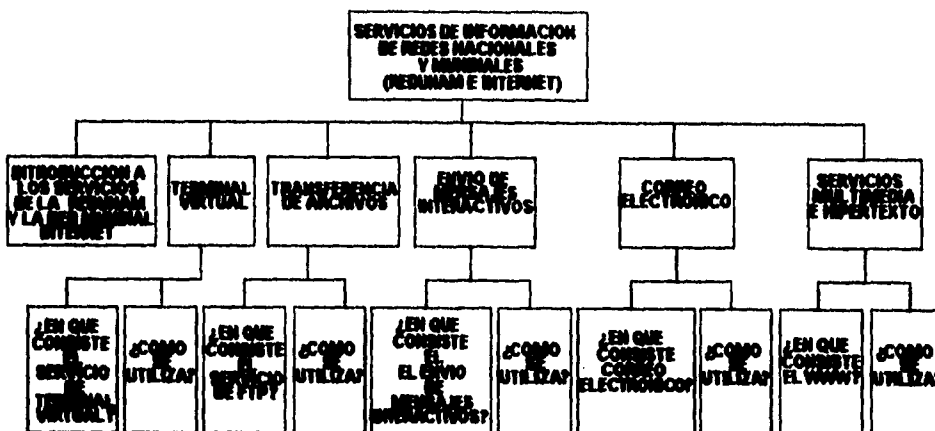 SERVICIOS DE INFORMACION
DE REDES NACIONALES
Y MUNDIALES
(REDUNAM E INTERNET)
INTRODUCCION A
LOS SERVICIOS
DE LA REDUNAM
Y LA RED MUNDIAL
INTERNET
TERMINAL
VIRTUAL
TRANSFERENCIA
DE ARCHIVOS
ENVIO DE
MENSAJES
INTERACTIVOS
CORREO
ELECTRONICO
SERVICIOS
MULTIMEDIA
E HIPERTEXTO
¿EN QUE
CONSISTE
EL
SERVICIO
DE
TERMINAL
VIRTUAL?
¿COMO
SE
UTILIZA?
¿EN QUE
CONSISTE
EL
SERVICIO
DE FTP?
¿COMO
SE
UTILIZA?
¿EN QUE
CONSISTE
EL
EL ENVIO
DE
MENSAJES
INTERACTIVOS?
¿COMO
SE
UTILIZA?
¿EN QUE
CONSISTE
CORREO
ELECTRONICO?
¿COMO
SE
UTILIZA?
¿EN QUE
CONSISTE
EL WWW?
¿COMO
SE
UTILIZA?